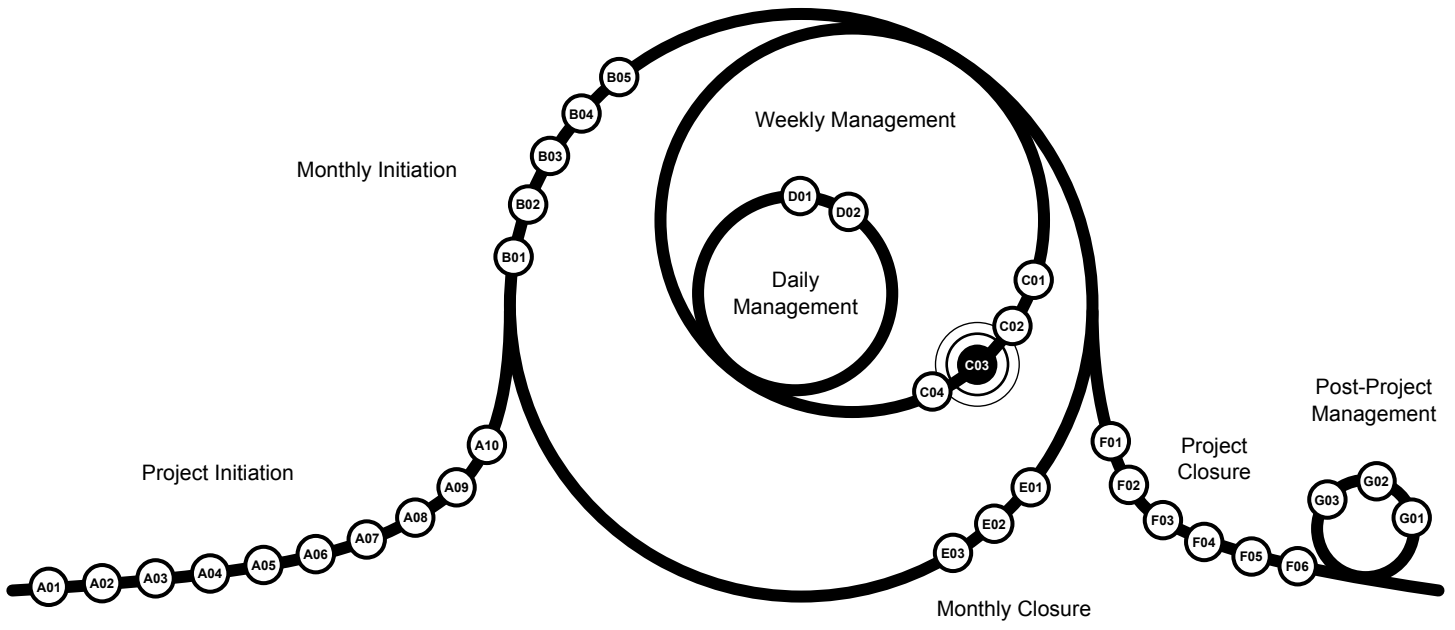 Project Initiation
A01
A02
A03
A04
A05
A06
A07
A08
A09
A10
Monthly Initiation
B01
B02
B03
B04
B05
Weekly Management
C01
C02
C03
C04
Daily
Management
D01
D02
Monthly Closure
E01
E02
E03
Project
Closure
F01
F02
F03
F04
F05
F06
Post-Project
Management
G01
G02
G03